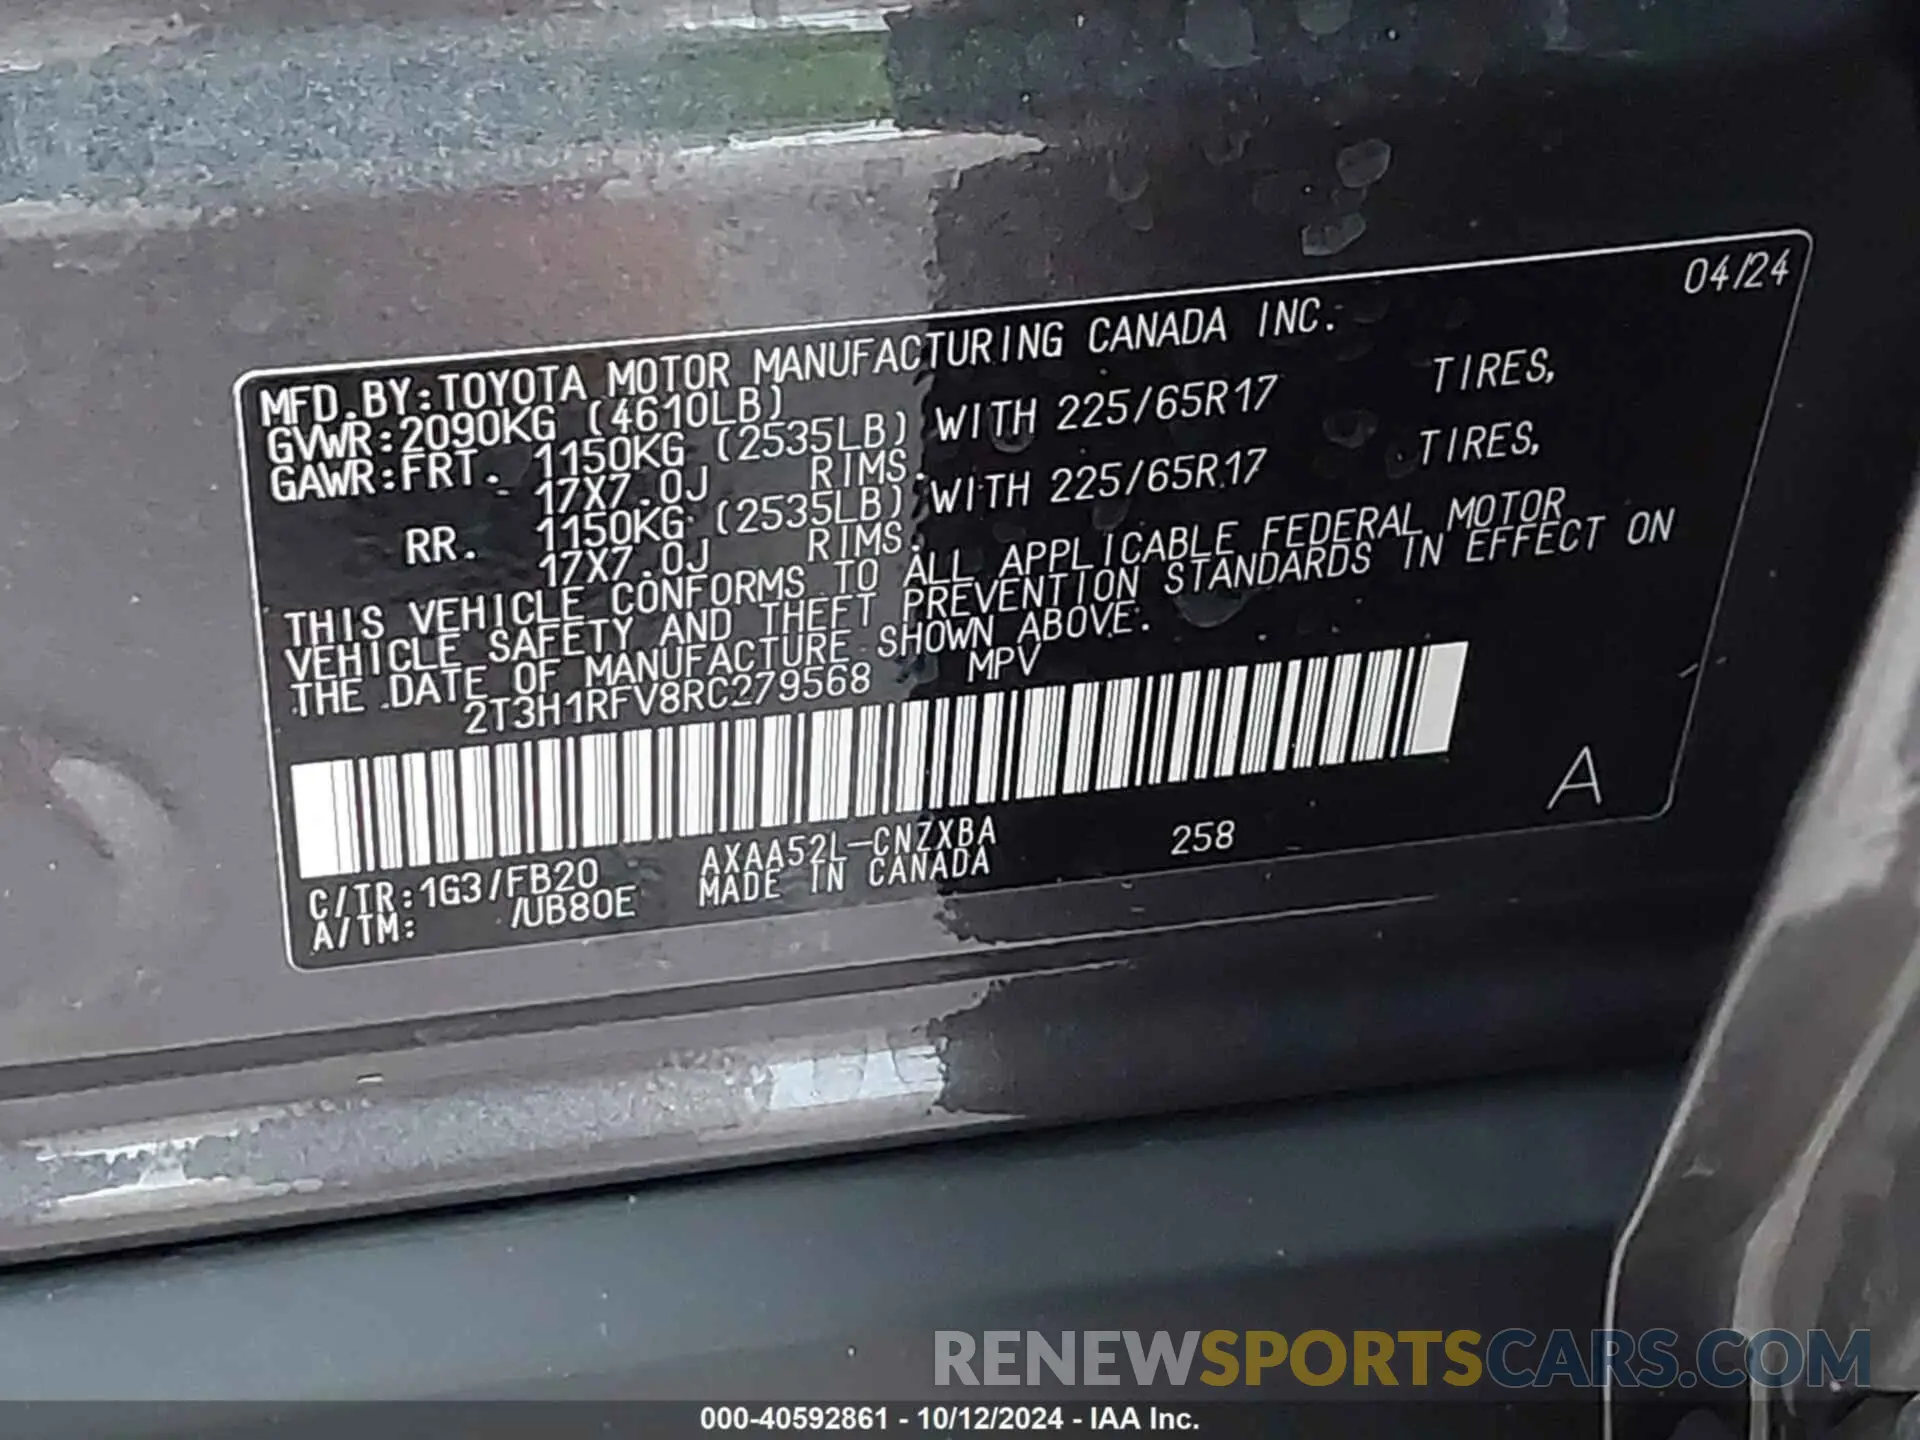 04/24
MFD.BY:TOYOTA MOTOR MANUFACTURING CANADA INC.
GVWR:2090KG (4610LB)
GAWR:FRT. 1150KG (2535LB) WITH 225/65R17 TIRES,
17X7.0J RIMS.
RR. 1150KG (2535LB) WITH 225/65R17 TIRES,
17X7.0J RIMS.
THIS VEHICLE CONFORMS TO ALL APPLICABLE FEDERAL MOTOR
VEHICLE SAFETY AND THEFT PREVENTION STANDARDS IN EFFECT ON
THE DATE OF MANUFACTURE SHOWN ABOVE.
2T3H1RFV8RC279568 MPV
A
C/TR:1G3/FB20 AXAA52L-CNZXBA 258
A/TM: /UB80E MADE IN CANADA
RENEWSPORTSCARS.COM
000-40592861 - 10/12/2024 - IAA Inc.